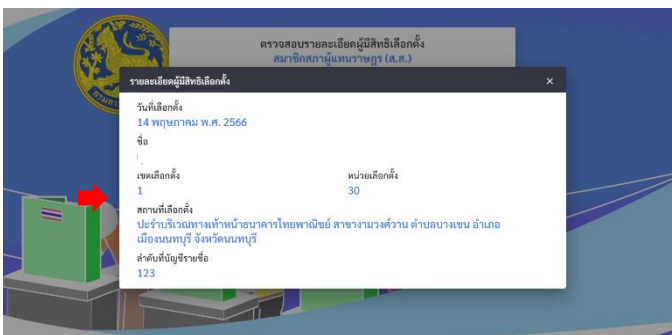 ตรวจสอบรายละเอียดผู้มีสิทธิเลือกตั้ง
สมาชิกสภาผู้แทนราษฎร (ส.ส.)
รายละเอียดผู้มีสิทธิเลือกตั้ง ×
วันที่เลือกตั้ง
14 พฤษภาคม พ.ศ. 2566
ชื่อ
เขตเลือกตั้ง หน่วยเลือกตั้ง
1 30
สถานที่เลือกตั้ง
ปะรำบริเวณทางเท้าหน้าธนาคารไทยพาณิชย์ สาขางามวงศ์วาน ตำบลบางเขน อำเภอ
เมืองนนทบุรี จังหวัดนนทบุรี
ลำดับที่บัญชีรายชื่อ
123